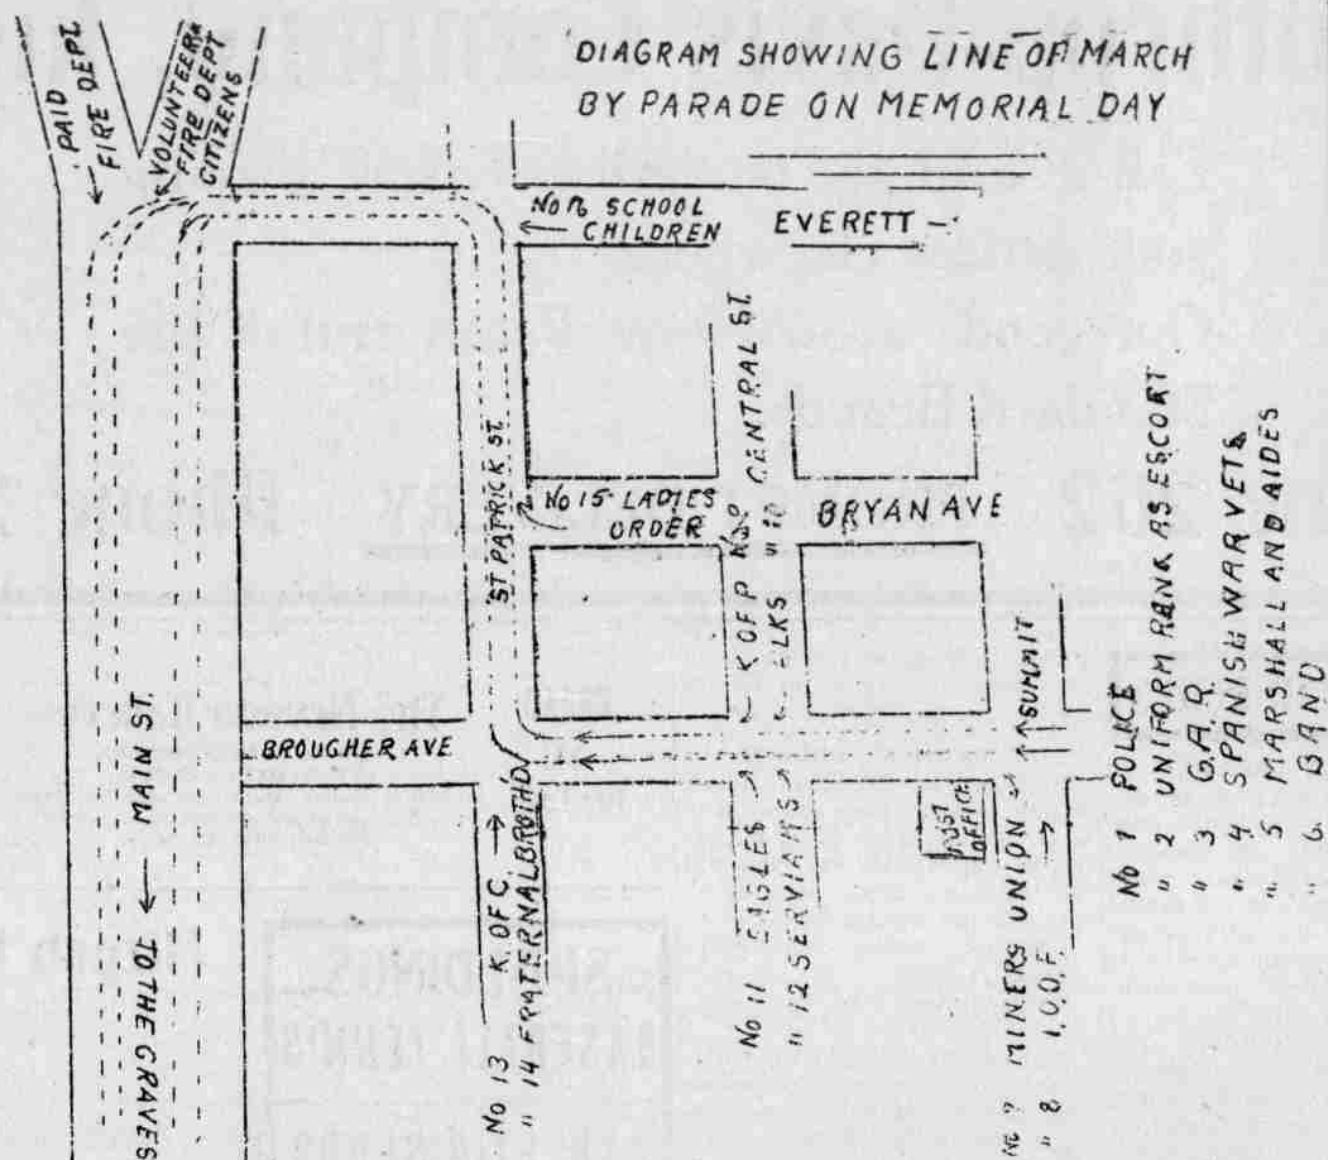 DIAGRAM SHOWING LINE OF MARCH
BY PARADE ON MEMORIAL DAY
PAID
FIRE DEPT
VOLUNTEER
FIRE DEPT
CITIZENS
SCHOOL
CHILDREN
EVERETT
CENTRAL ST.
ST PATRICK ST.
No 15 LADIES
ORDER
BRYAN AVE
K OF P
" 10
ELKS
SUMMIT
BROUGHER AVE
MAIN ST.
TO THE GRAVES
No 13 K OF C
" 14 FRATERNAL BROTHD
No 11 EAGLES
" 12 SERVIANS
POST
OFFICE
MINERS UNION
" 8 I.O.O.F.
No 1 POLICE
" 2 UNIFORM RANK AS ESCORT
" 3 G.A.R.
" 4 SPANISH WAR VETS
" 5 MARSHALL AND AIDES
" 6 BAND